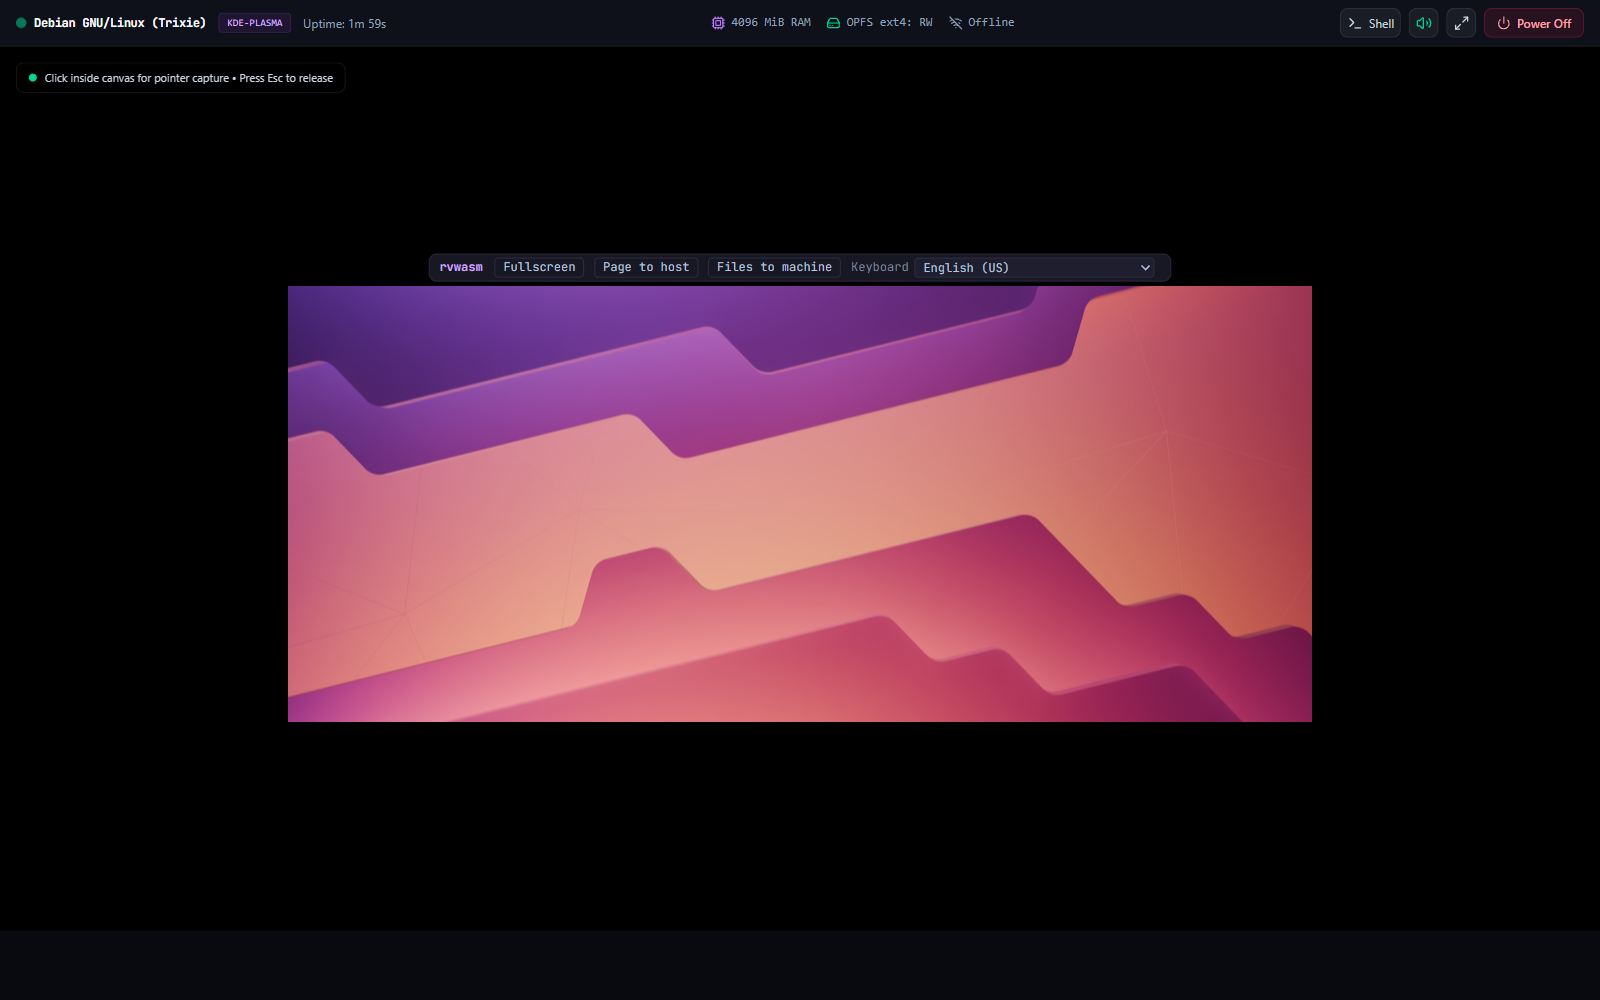 Debian GNU/Linux (Trixie) KDE-PLASMA Uptime: 1m 59s 4096 MiB RAM OPFS ext4: RW Offline Shell Power Off
Click inside canvas for pointer capture • Press Esc to release
rvwasm Fullscreen Page to host Files to machine Keyboard English (US)